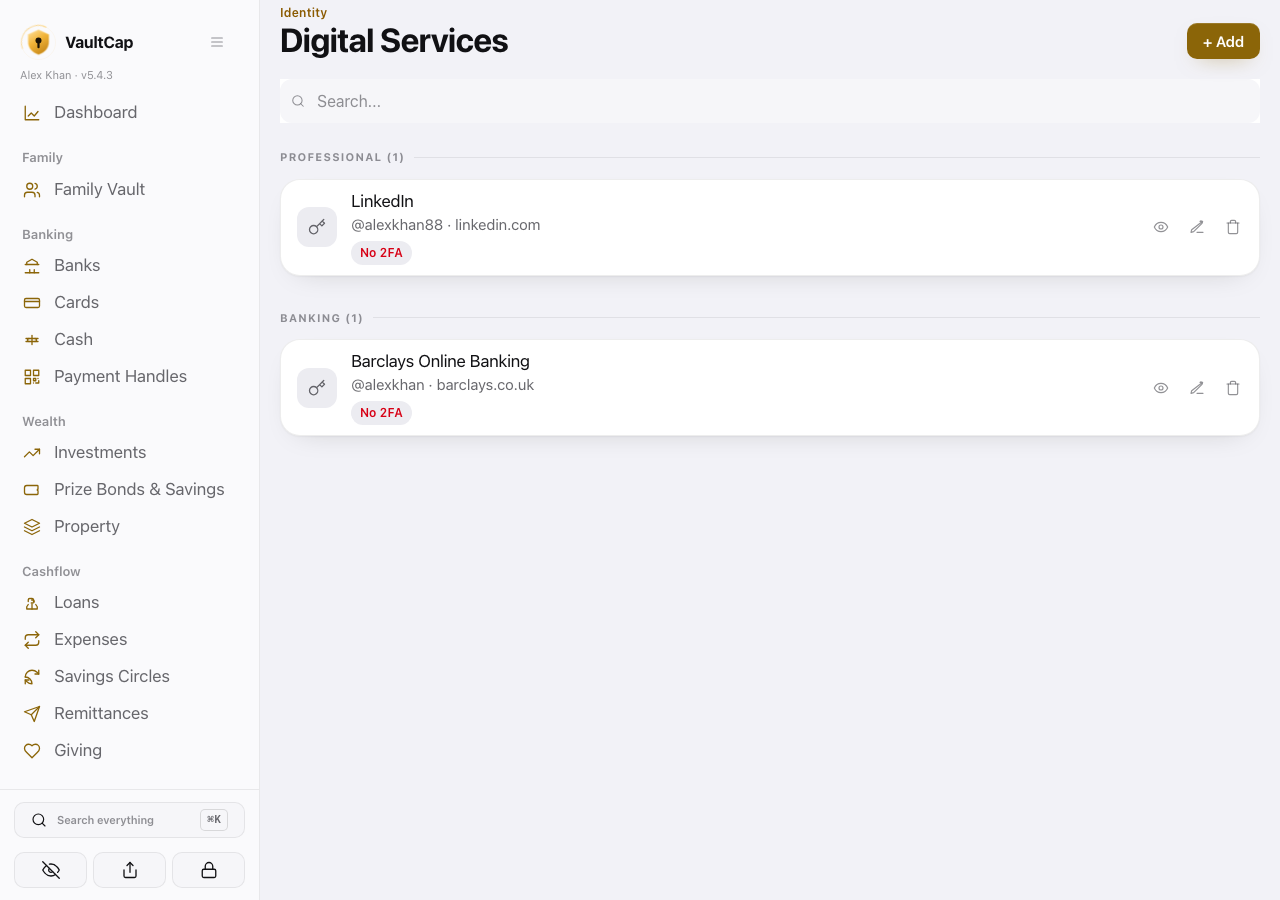 VaultCap
Alex Khan · v5.4.3
Dashboard
Family
Family Vault
Banking
Banks
Cards
Cash
Payment Handles
Wealth
Investments
Prize Bonds & Savings
Property
Cashflow
Loans
Expenses
Savings Circles
Remittances
Giving
Search everything ⌘K
Identity
Digital Services
+ Add
Search...
PROFESSIONAL (1)
LinkedIn
@alexkhan88 · linkedin.com
No 2FA
BANKING (1)
Barclays Online Banking
@alexkhan · barclays.co.uk
No 2FA